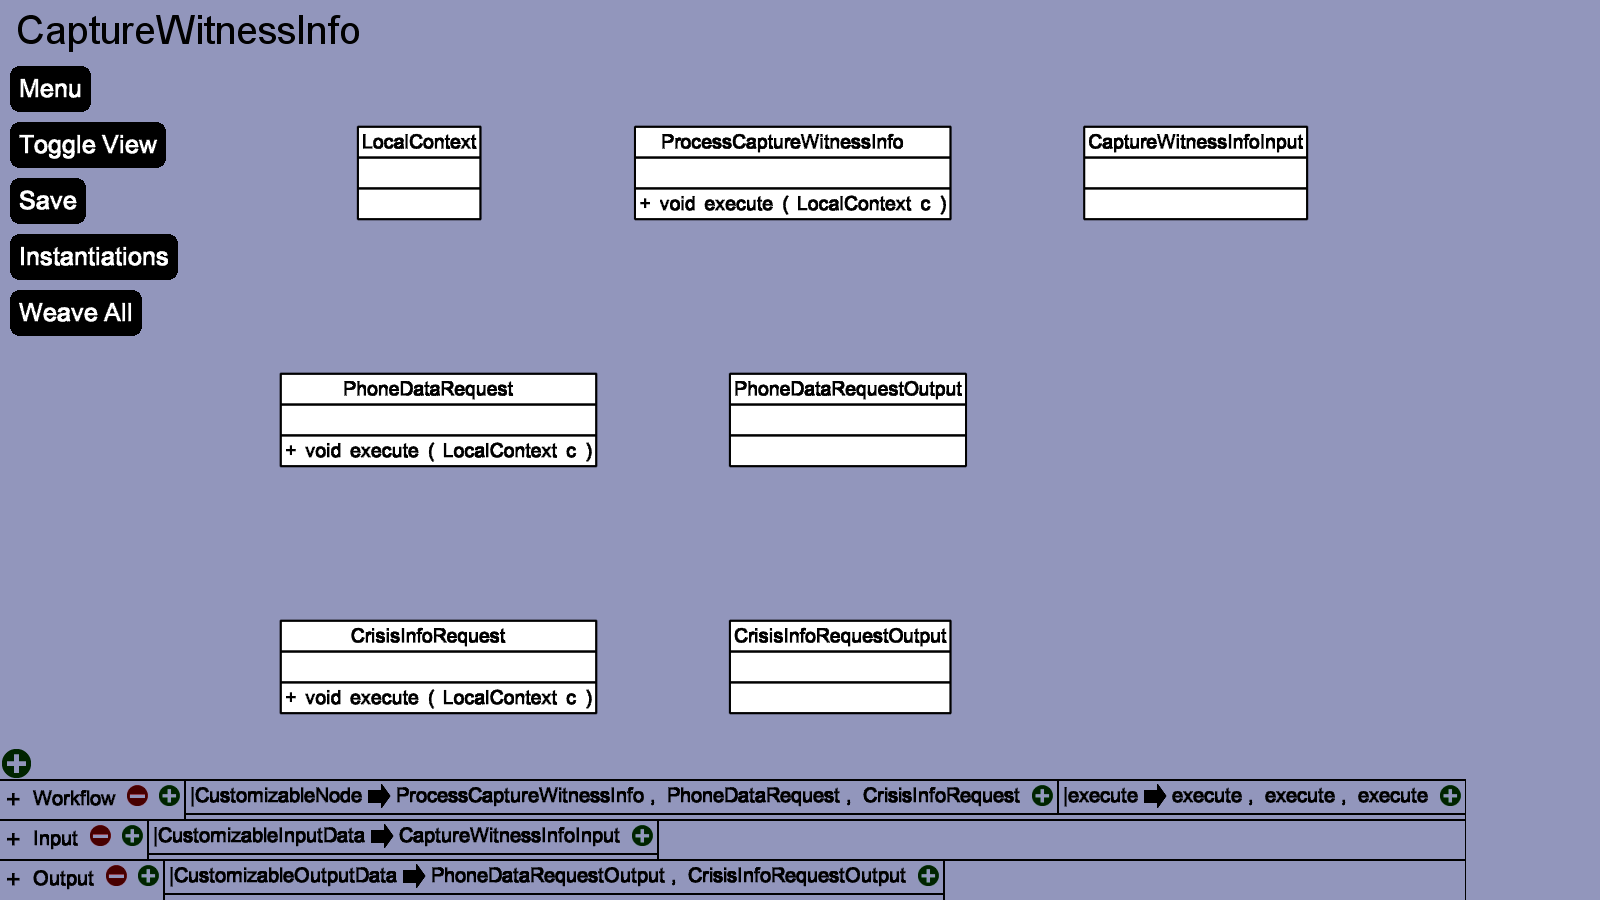 CaptureWitnessInfo
Menu
Toggle View
Save
Instantiations
Weave All
LocalContext
ProcessCaptureWitnessInfo
+ void execute ( LocalContext c )
CaptureWitnessInfoInput
PhoneDataRequest
+ void execute ( LocalContext c )
PhoneDataRequestOutput
CrisisInfoRequest
+ void execute ( LocalContext c )
CrisisInfoRequestOutput
+ Workflow |CustomizableNode ProcessCaptureWitnessInfo , PhoneDataRequest , CrisisInfoRequest |execute execute , execute , execute
+ Input |CustomizableInputData CaptureWitnessInfoInput
+ Output |CustomizableOutputData PhoneDataRequestOutput , CrisisInfoRequestOutput